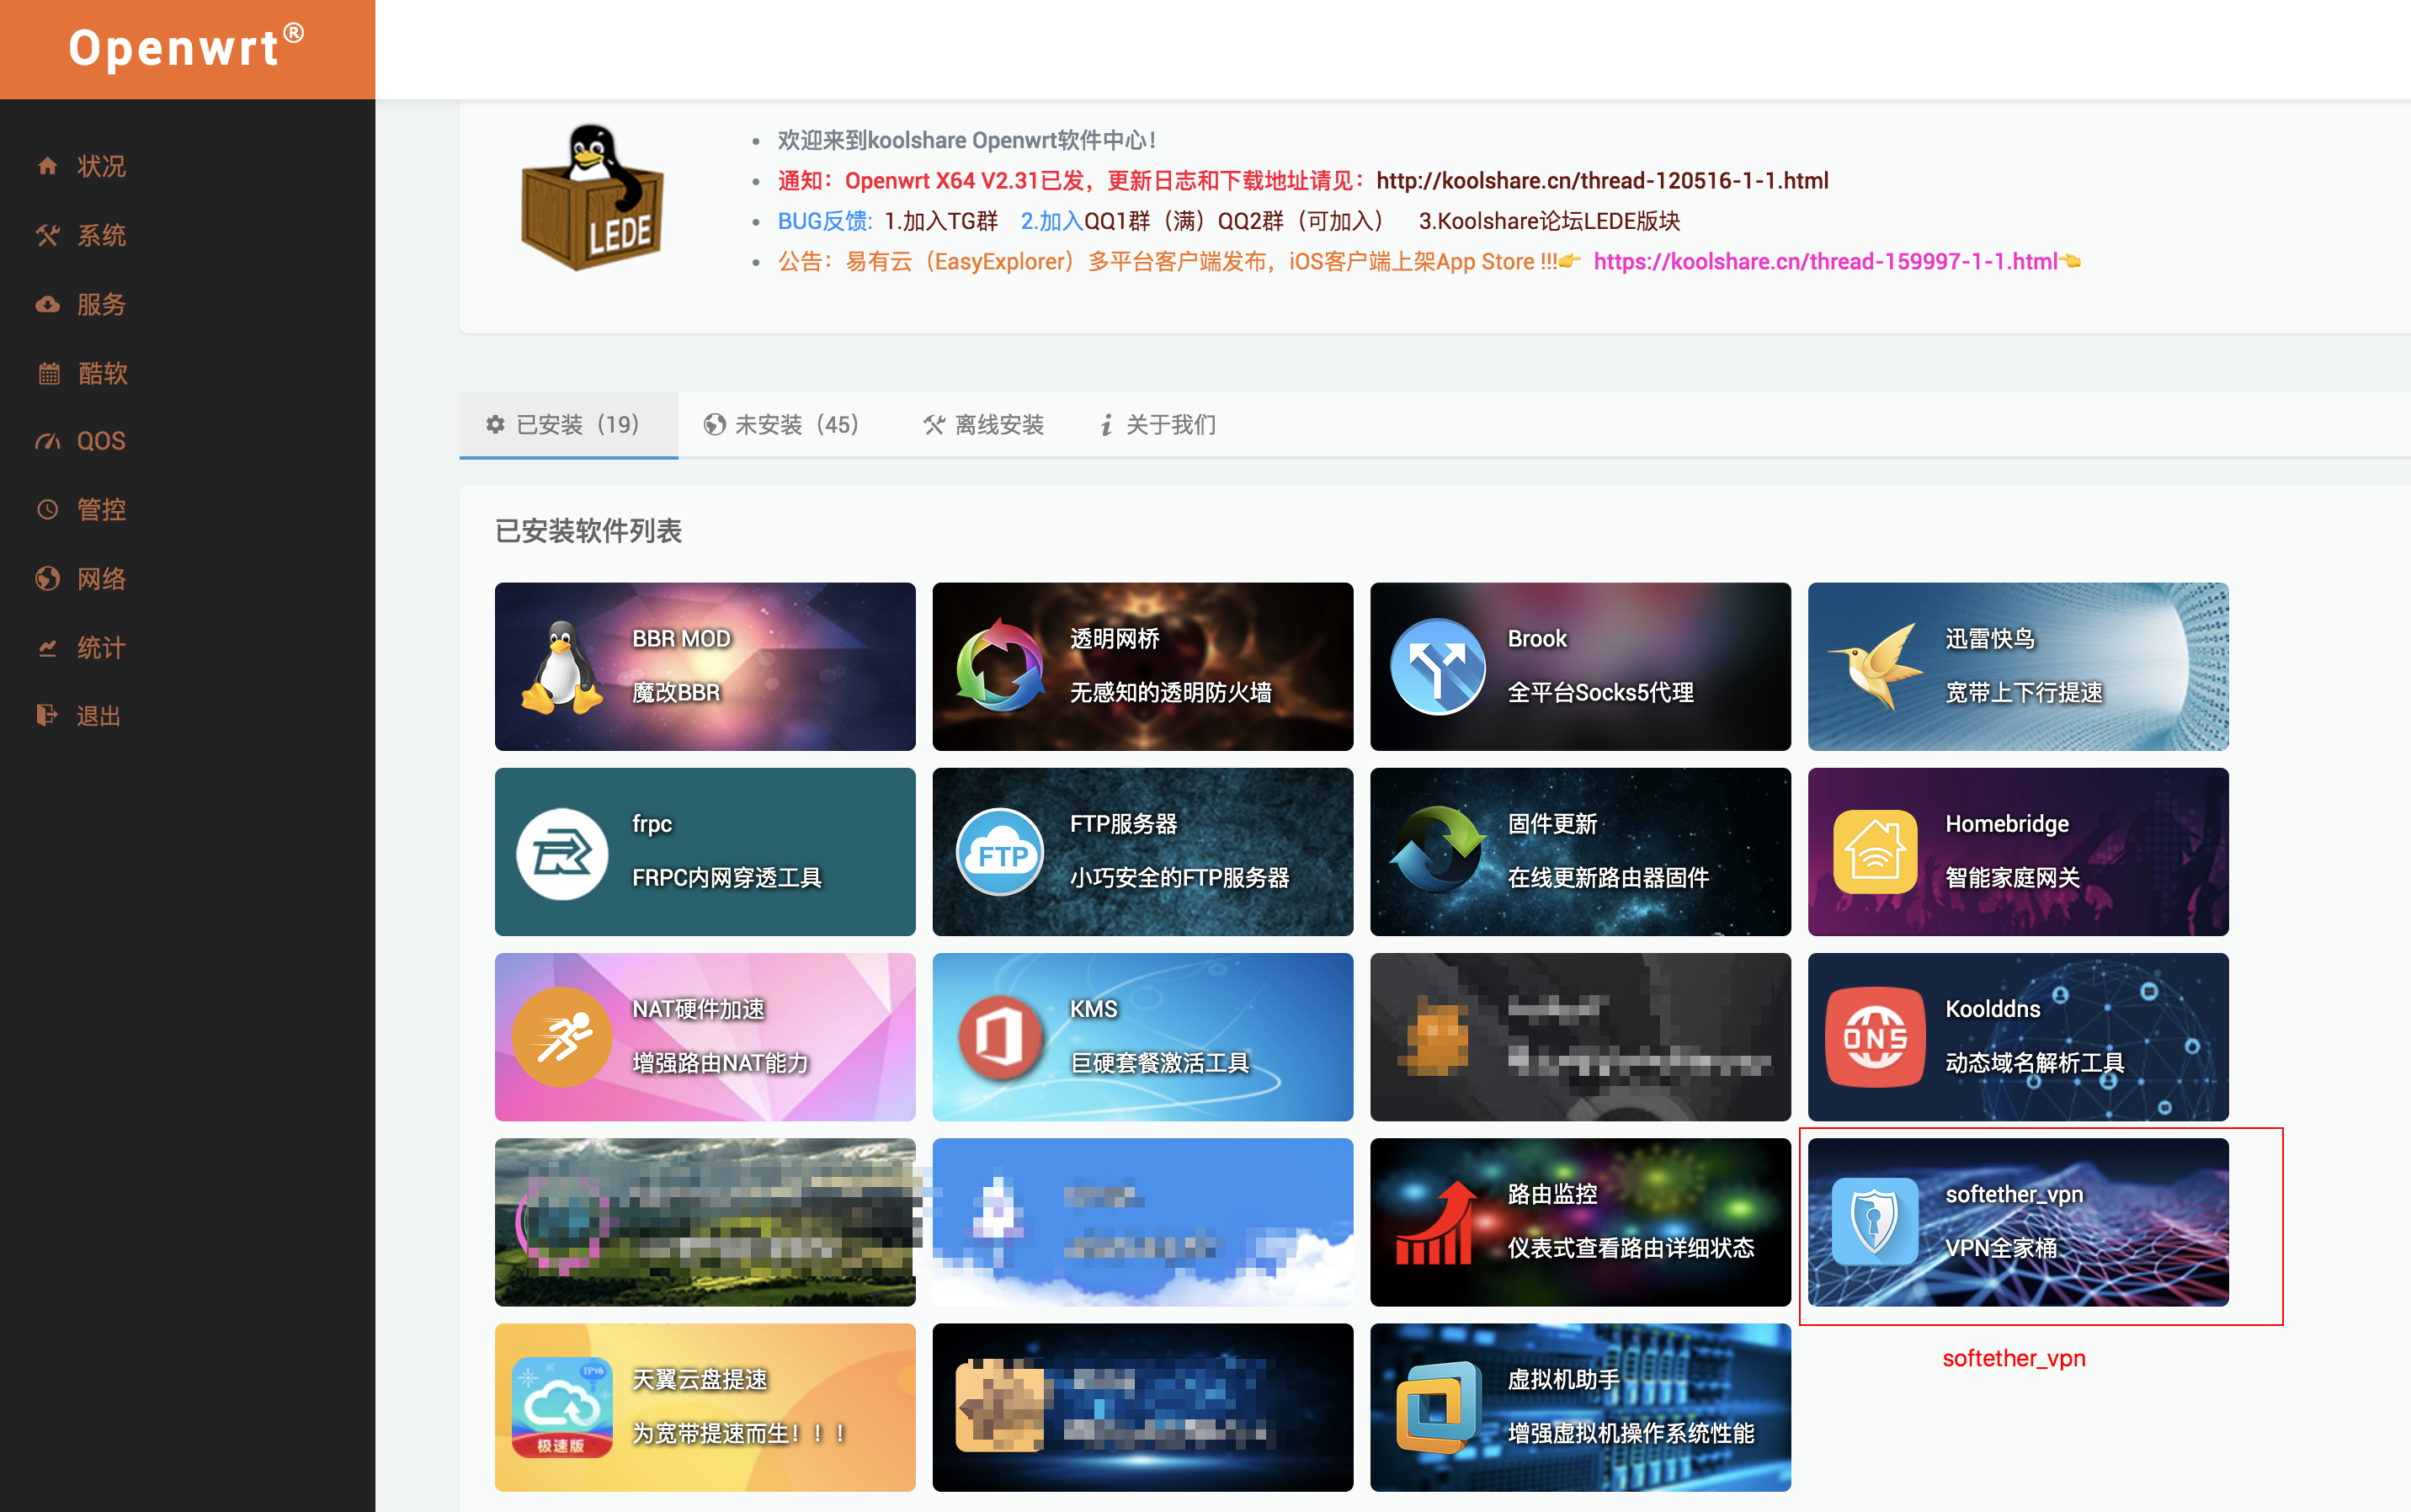 Openwrt®
状况
系统
服务
酷软
QOS
管控
网络
统计
退出
LEDE
欢迎来到koolshare Openwrt软件中心！
通知：Openwrt X64 V2.31已发，更新日志和下载地址请见：http://koolshare.cn/thread-120516-1-1.html
BUG反馈: 1.加入TG群 2.加入QQ1群（满）QQ2群（可加入） 3.Koolshare论坛LEDE版块
公告：易有云（EasyExplorer）多平台客户端发布，iOS客户端上架App Store !!!👉 https://koolshare.cn/thread-159997-1-1.html👈
已安装（19） 未安装（45） 离线安装 关于我们
已安装软件列表
BBR MOD
魔改BBR
透明网桥
无感知的透明防火墙
Brook
全平台Socks5代理
迅雷快鸟
宽带上下行提速
frpc
FRPC内网穿透工具
FTP
FTP服务器
小巧安全的FTP服务器
固件更新
在线更新路由器固件
Homebridge
智能家庭网关
NAT硬件加速
增强路由NAT能力
KMS
巨硬套餐激活工具
DNS
Koolddns
动态域名解析工具
路由监控
仪表式查看路由详细状态
softether_vpn
VPN全家桶
softether_vpn
IPv6
极速版
天翼云盘提速
为宽带提速而生！！！
虚拟机助手
增强虚拟机操作系统性能